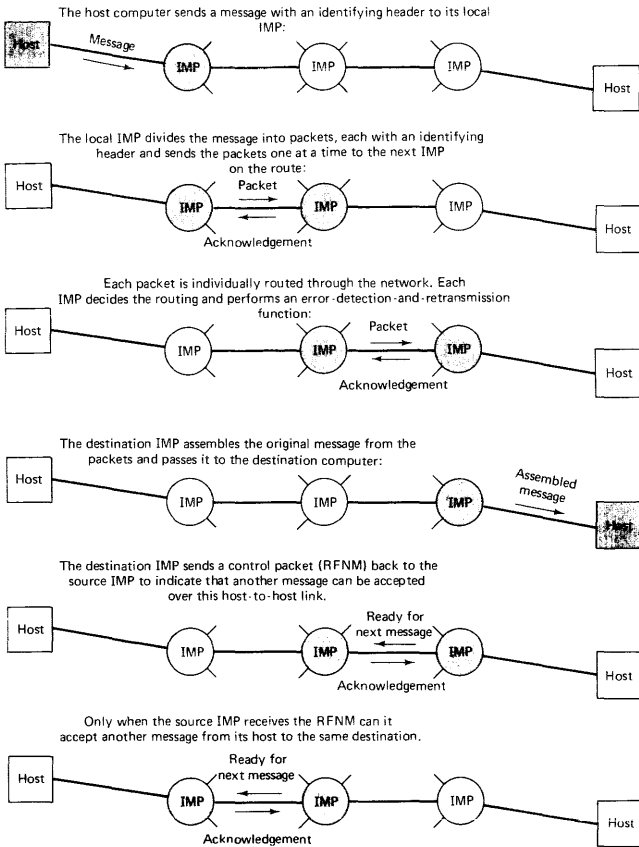 The host computer sends a message with an identifying header to its local
IMP:
Host
Message
IMP
IMP
IMP
Host
The local IMP divides the message into packets, each with an identifying
header and sends the packets one at a time to the next IMP
on the route:
Host
Packet
IMP
IMP
IMP
Acknowledgement
Host
Each packet is individually routed through the network. Each
IMP decides the routing and performs an error-detection-and-retransmission
function:
Host
Packet
IMP
IMP
IMP
Acknowledgement
Host
The destination IMP assembles the original message from the
packets and passes it to the destination computer:
Host
Assembled
message
IMP
IMP
IMP
Host
The destination IMP sends a control packet (RFNM) back to the
source IMP to indicate that another message can be accepted
over this host-to-host link.
Host
Ready for
next message
IMP
IMP
IMP
Acknowledgement
Host
Only when the source IMP receives the RFNM can it
accept another message from its host to the same destination.
Host
Ready for
next message
IMP
IMP
IMP
Acknowledgement
Host